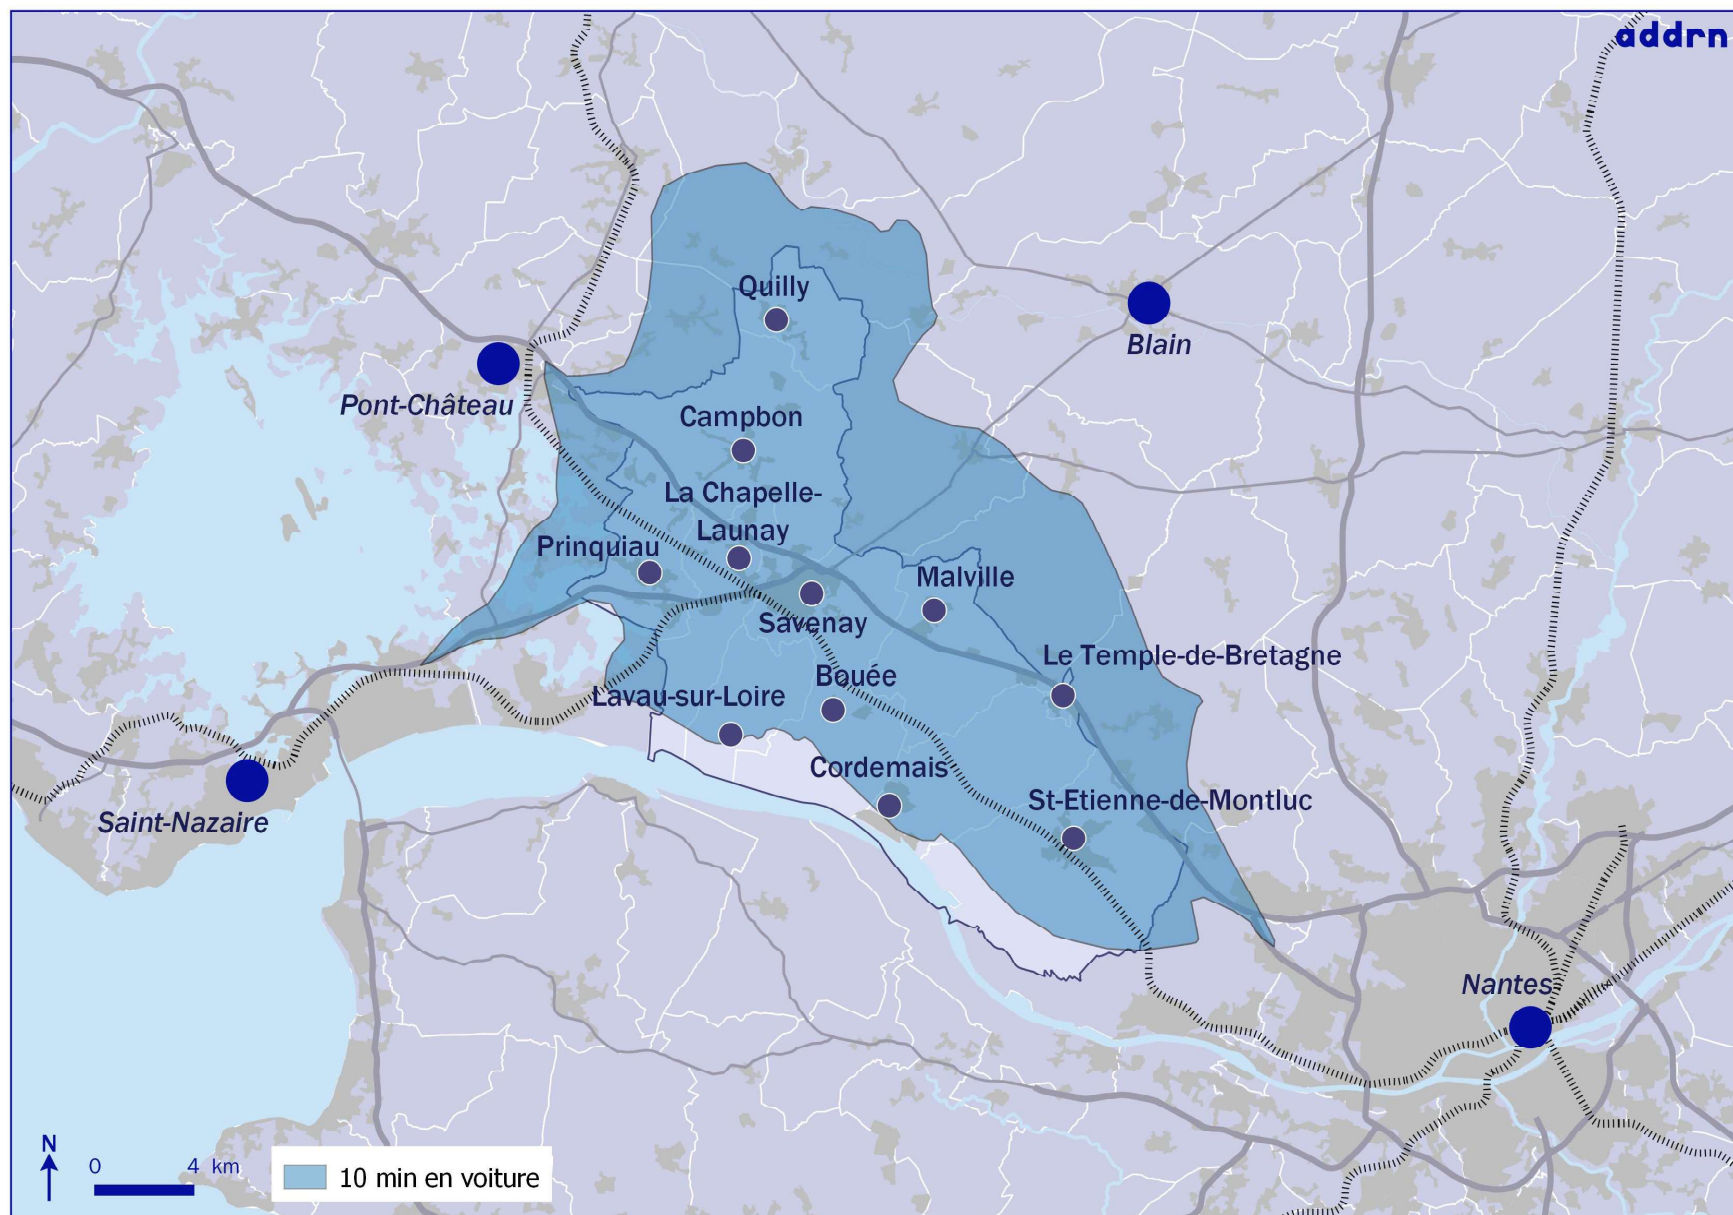 addrn
Quilly
Blain
Pont-Château
Campbon
La Chapelle-
Launay
Prinquiau
Malville
Savenay
Le Temple-de-Bretagne
Bouée
Lavau-sur-Loire
Cordemais
St-Etienne-de-Montluc
Saint-Nazaire
Nantes
N
0 4 km
10 min en voiture